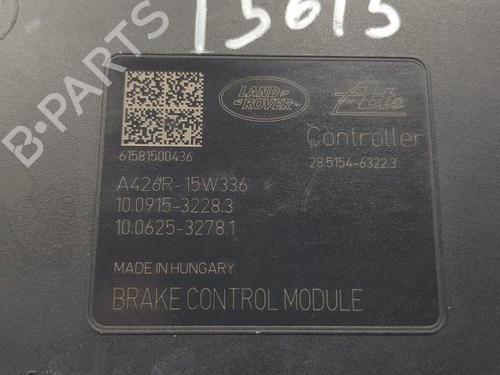 15615
LAND
ROVER
Ate
Controller
28.5154-6322.3
61581500436
A426R-15W336
10.0915-3228.3
10.0625-3278.1
MADE IN HUNGARY
BRAKE CONTROL MODULE
B-PARTS